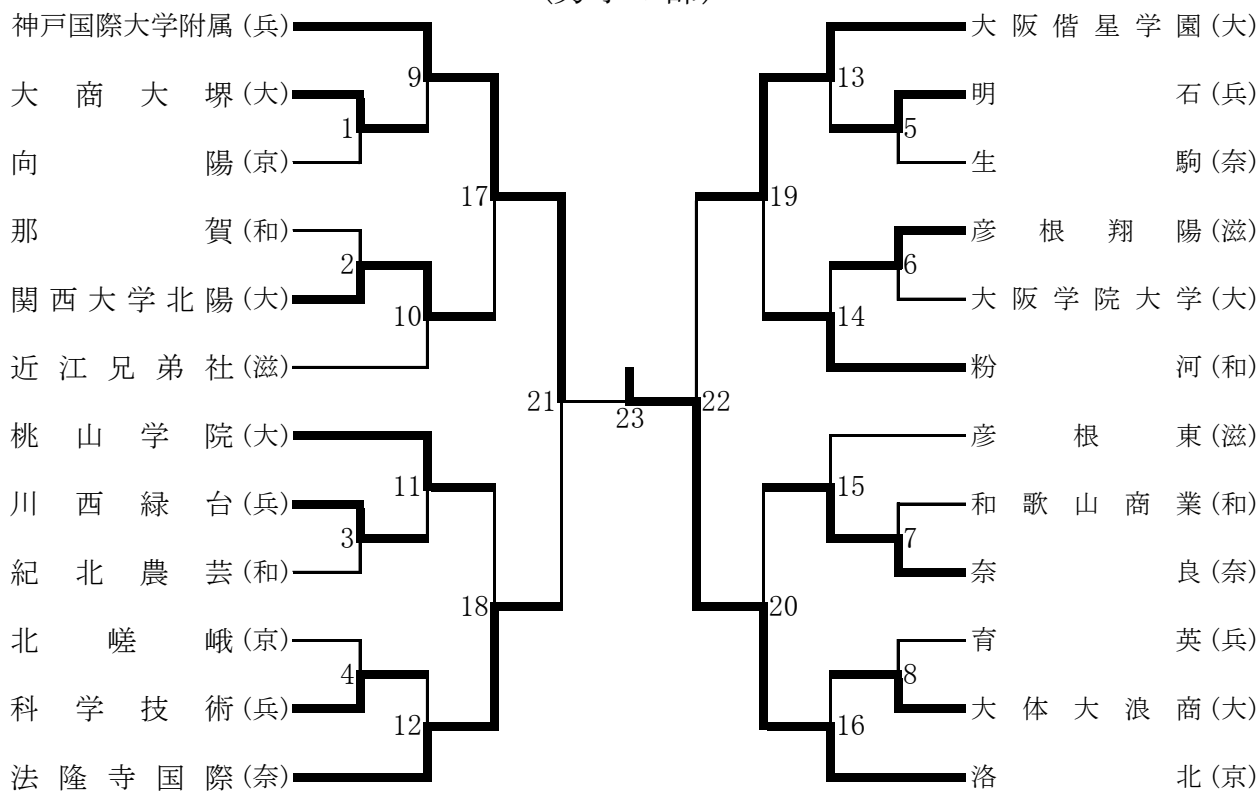 神戸国際大学附属(兵)
大商大堺(大)
向陽(京)
那賀(和)
関西大学北陽(大)
近江兄弟社(滋)
桃山学院(大)
川西緑台(兵)
紀北農芸(和)
北嵯峨(京)
科学技術(兵)
法隆寺国際(奈)
9
1
17
2
10
21
11
3
18
4
12
23
13
5
19
6
14
22
15
7
20
8
16
大阪偕星学園(大)
明石(兵)
生駒(奈)
彦根翔陽(滋)
大阪学院大学(大)
粉河(和)
彦根東(滋)
和歌山商業(和)
奈良(奈)
育英(兵)
大体大浪商(大)
洛北(京)